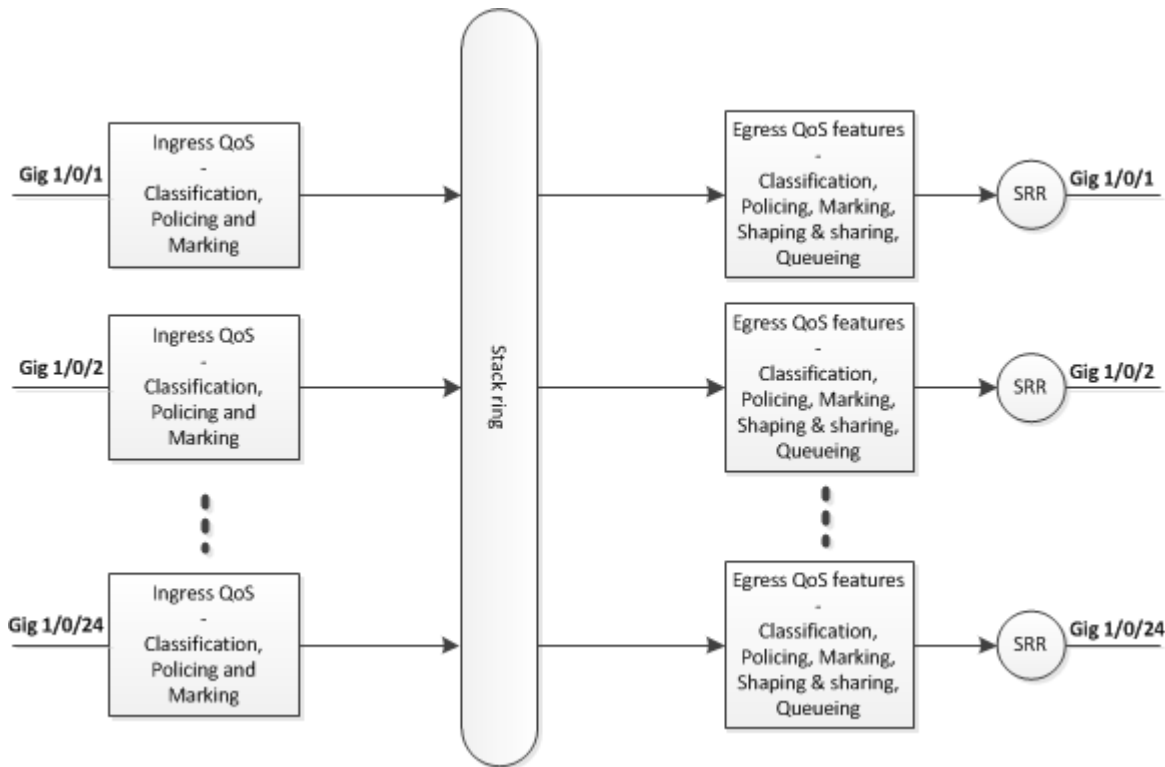 Gig 1/0/1
Ingress QoS
-
Classification,
Policing and
Marking
Egress QoS features
-
Classification,
Policing, Marking,
Shaping & sharing,
Queueing
SRR
Gig 1/0/1
Gig 1/0/2
Ingress QoS
-
Classification,
Policing and
Marking
Stack ring
Egress QoS features
-
Classification,
Policing, Marking,
Shaping & sharing,
Queueing
SRR
Gig 1/0/2
Gig 1/0/24
Ingress QoS
-
Classification,
Policing and
Marking
Egress QoS features
-
Classification,
Policing, Marking,
Shaping & sharing,
Queueing
SRR
Gig 1/0/24